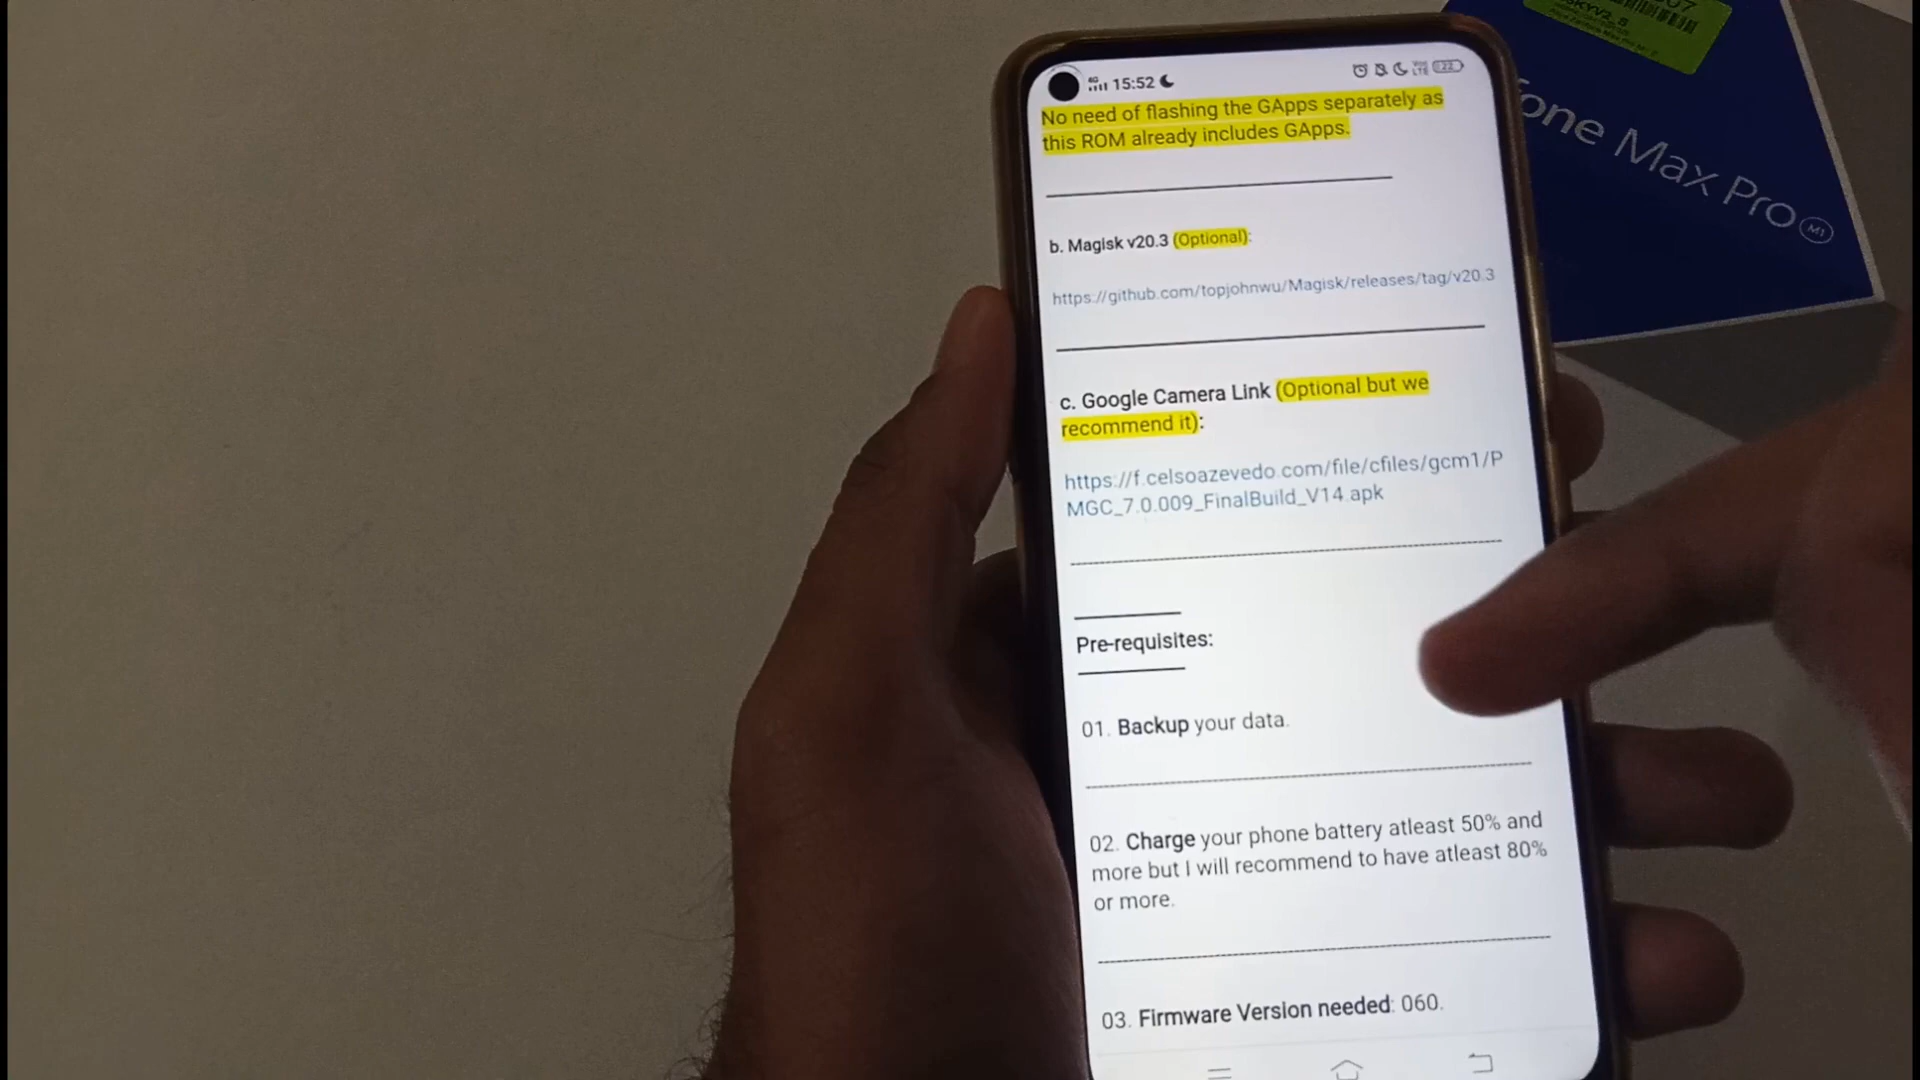 4G 15:52
VoLTE 22
No need of flashing the GApps separately as
this ROM already includes GApps.
b. Magisk v20.3 (Optional):
https://github.com/topjohnwu/Magisk/releases/tag/v20.3
c. Google Camera Link (Optional but we
recommend it):
https://f.celsoazevedo.com/file/cfiles/gcm1/P
MGC_7.0.009_FinalBuild_V14.apk
Pre-requisites:
01. Backup your data.
02. Charge your phone battery atleast 50% and
more but I will recommend to have atleast 80%
or more.
03. Firmware Version needed: 060.
fone Max Pro M1